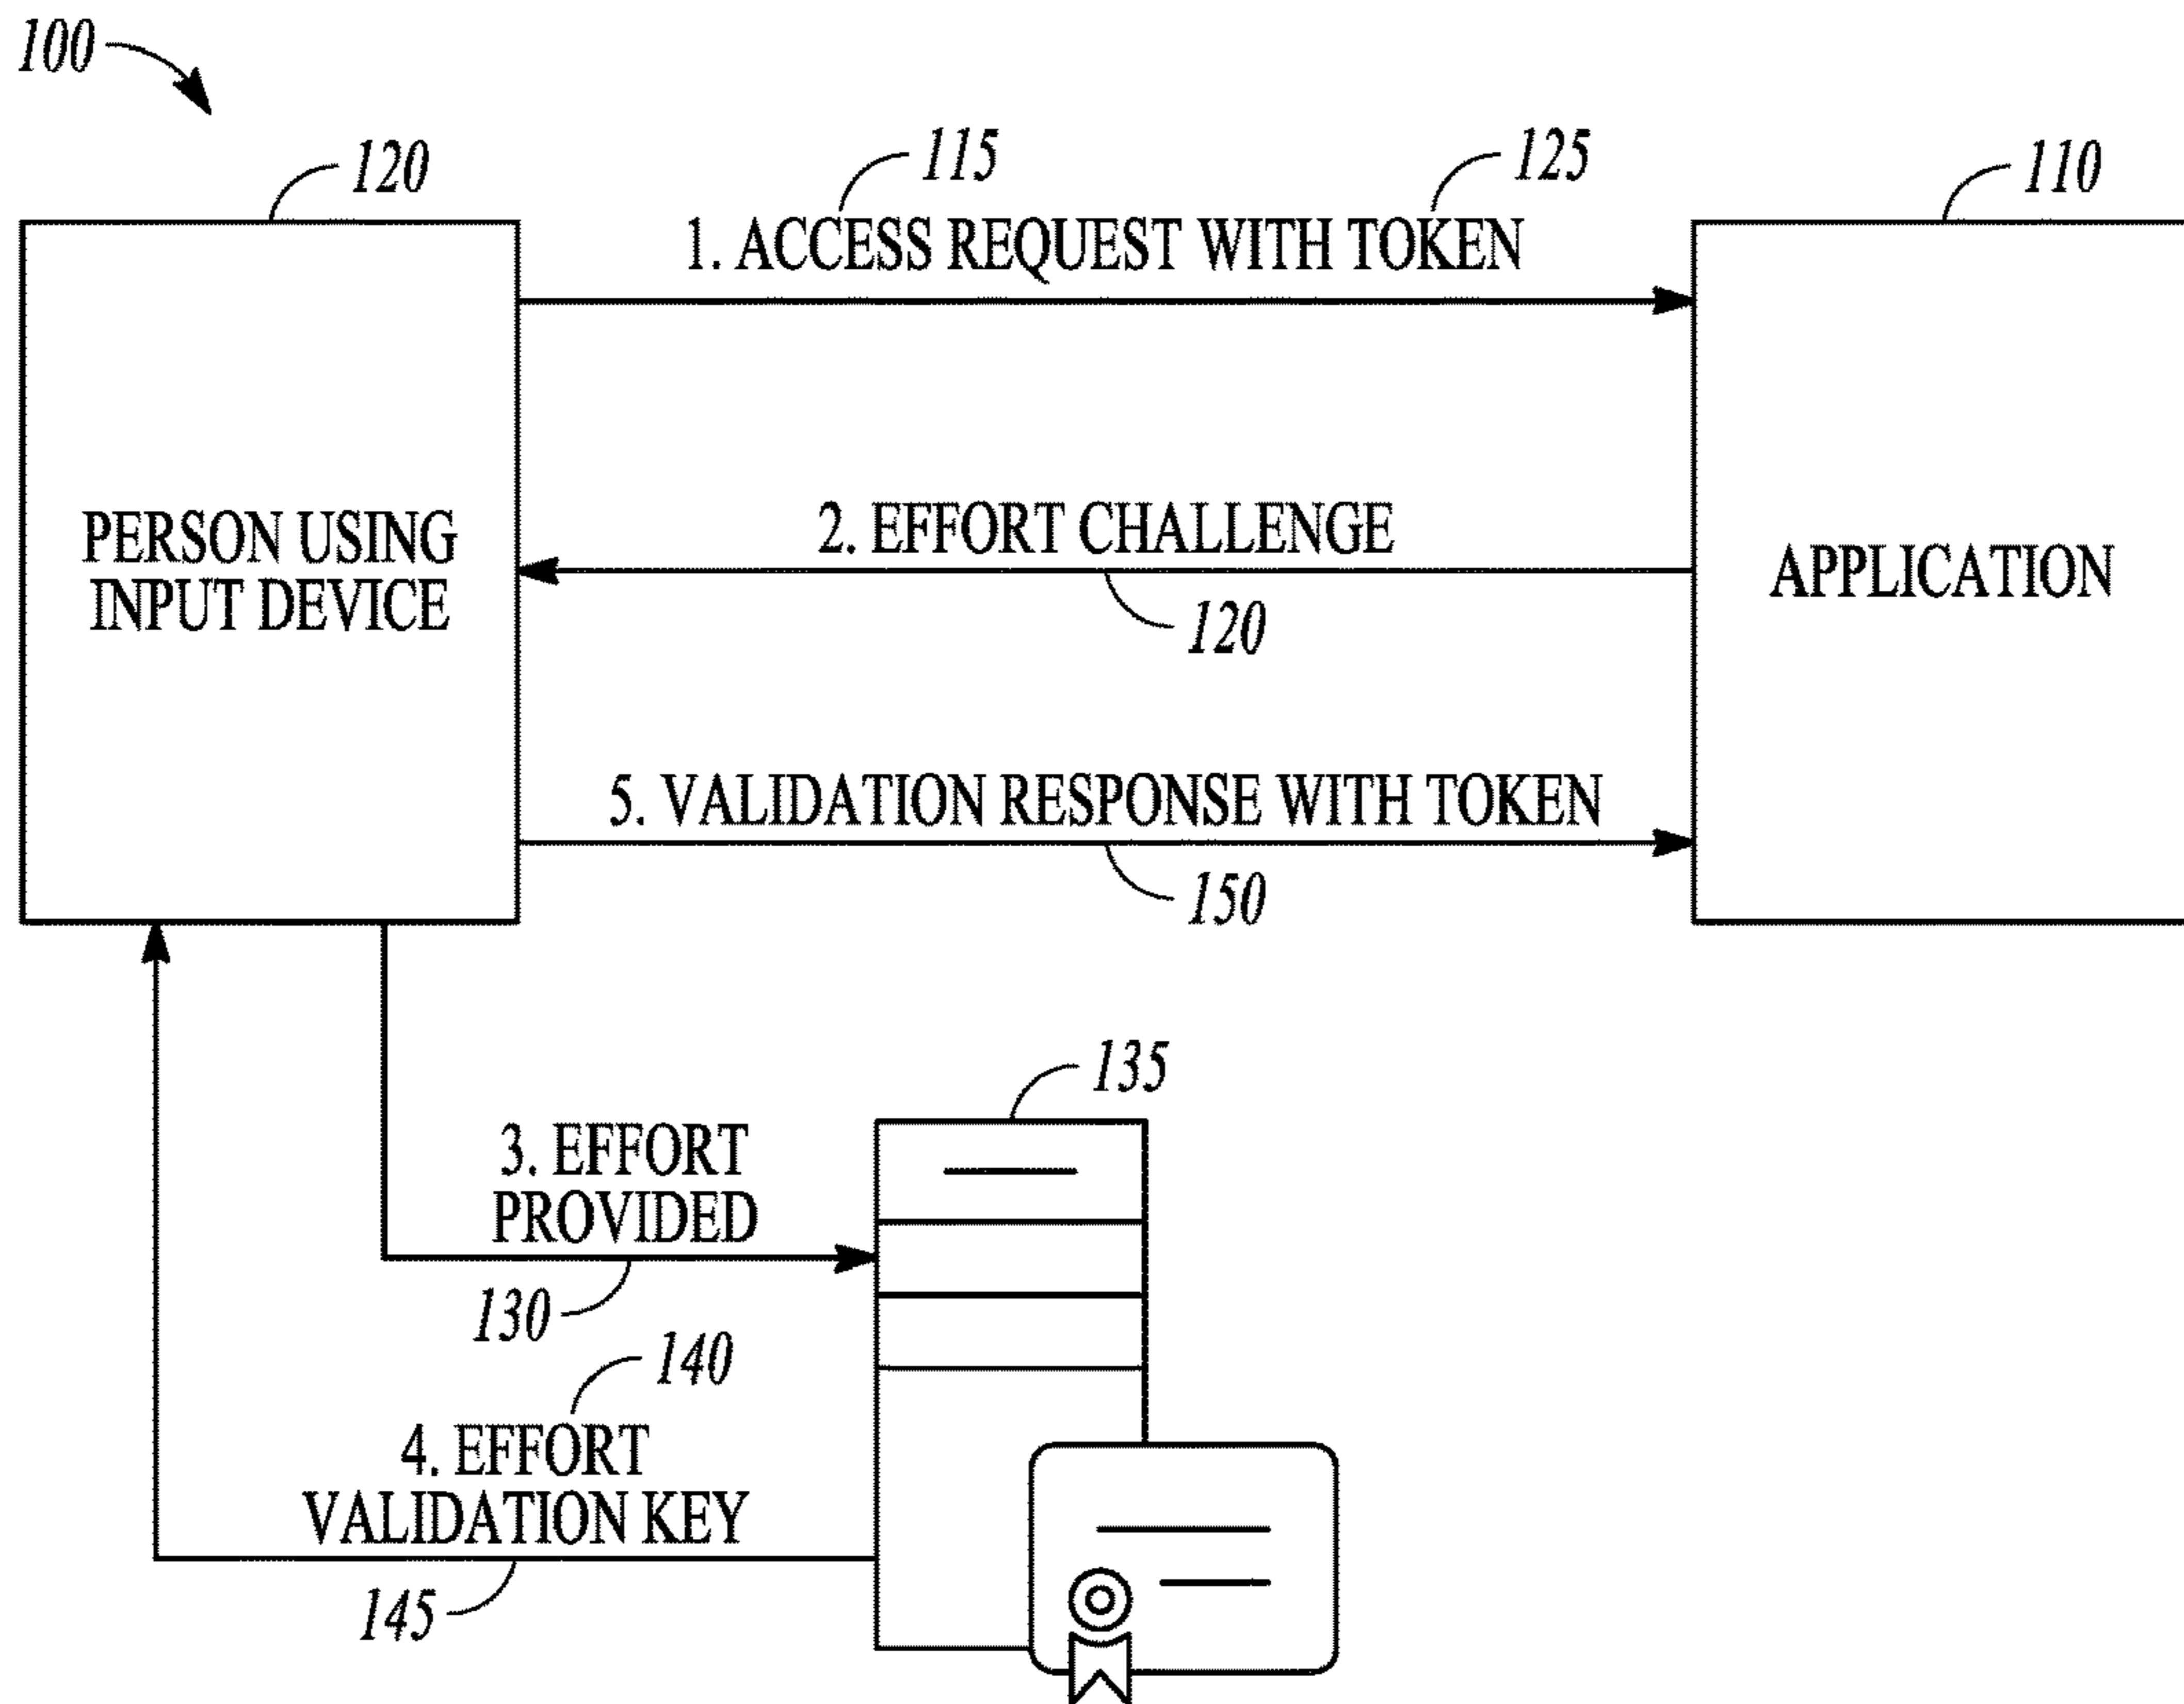 100
120
115
125
110
1. ACCESS REQUEST WITH TOKEN
PERSON USING
INPUT DEVICE
2. EFFORT CHALLENGE
120
APPLICATION
5. VALIDATION RESPONSE WITH TOKEN
150
135
3. EFFORT
PROVIDED
130
140
4. EFFORT
VALIDATION KEY
145